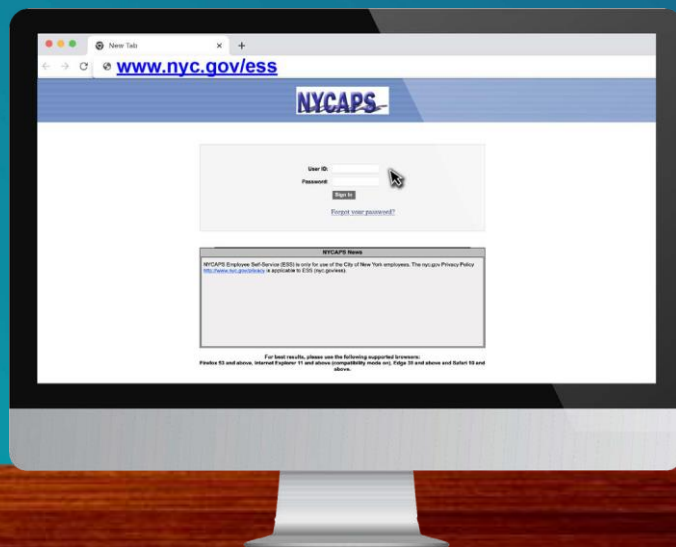 New Tab
www.nyc.gov/ess
NYCAPS
User ID:
Password:
Sign In
Forgot your password?
NYCAPS News
NYCAPS Employee Self-Service (ESS) is only for use of the City of New York employees. The nyc.gov Privacy Policy
http://www.nyc.gov/privacy is applicable to ESS (nyc.gov/ess).
For best results, please use the following supported browsers:
Firefox 53 and above, Internet Explorer 11 and above (compatibility mode on), Edge 39 and above and Safari 10 and
above.